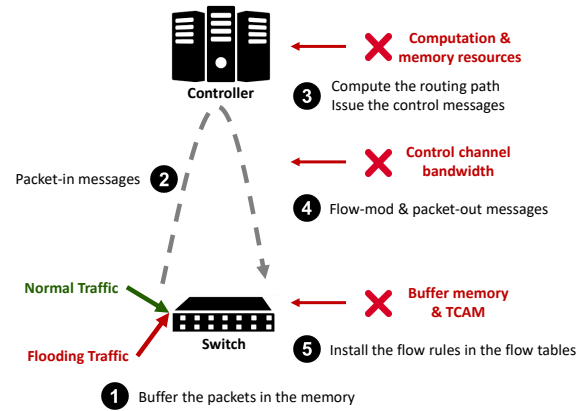 Computation &
memory resources
Controller
3 Compute the routing path
Issue the control messages
Packet-in messages 2
Control channel
bandwidth
4 Flow-mod & packet-out messages
Normal Traffic
Buffer memory
& TCAM
Flooding Traffic
Switch
5 Install the flow rules in the flow tables
1 Buffer the packets in the memory